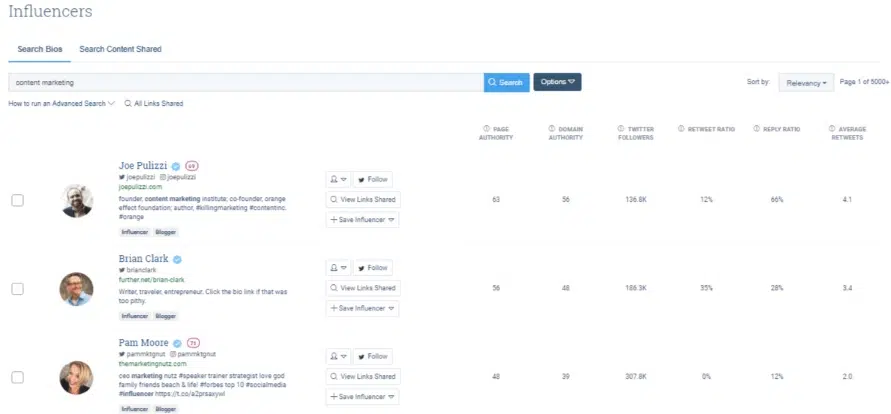 Influencers
Search Bios Search Content Shared
content marketing Search Options Sort by: Relevancy Page 1 of 5000+
How to run an Advanced Search All Links Shared
PAGE AUTHORITY DOMAIN AUTHORITY TWITTER FOLLOWERS RETWEET RATIO REPLY RATIO AVERAGE RETWEETS
Joe Pulizzi 69
joepulizzi joepulizzi
joepulizzi.com
founder, content marketing institute; co-founder, orange
effect foundation; author, #killingmarketing #contentinc.
#orange
Influencer Blogger
Follow
View Links Shared
Save Influencer
63 56 136.8K 12% 66% 4.1
Brian Clark
brianclark
further.net/brian-clark
Writer, traveler, entrepreneur. Click the bio link if that was
too pithy.
Influencer Blogger
Follow
View Links Shared
Save Influencer
56 48 186.3K 35% 28% 3.4
Pam Moore 71
pammktgnut pammktgnut
themarketingnutz.com
ceo marketing nutz #speaker trainer strategist love god
family friends beach & life! #forbes top 10 #socialmedia
#influencer https://t.co/a2prsaxywl
Influencer Blogger
Follow
View Links Shared
Save Influencer
48 39 307.8K 0% 12% 2.0